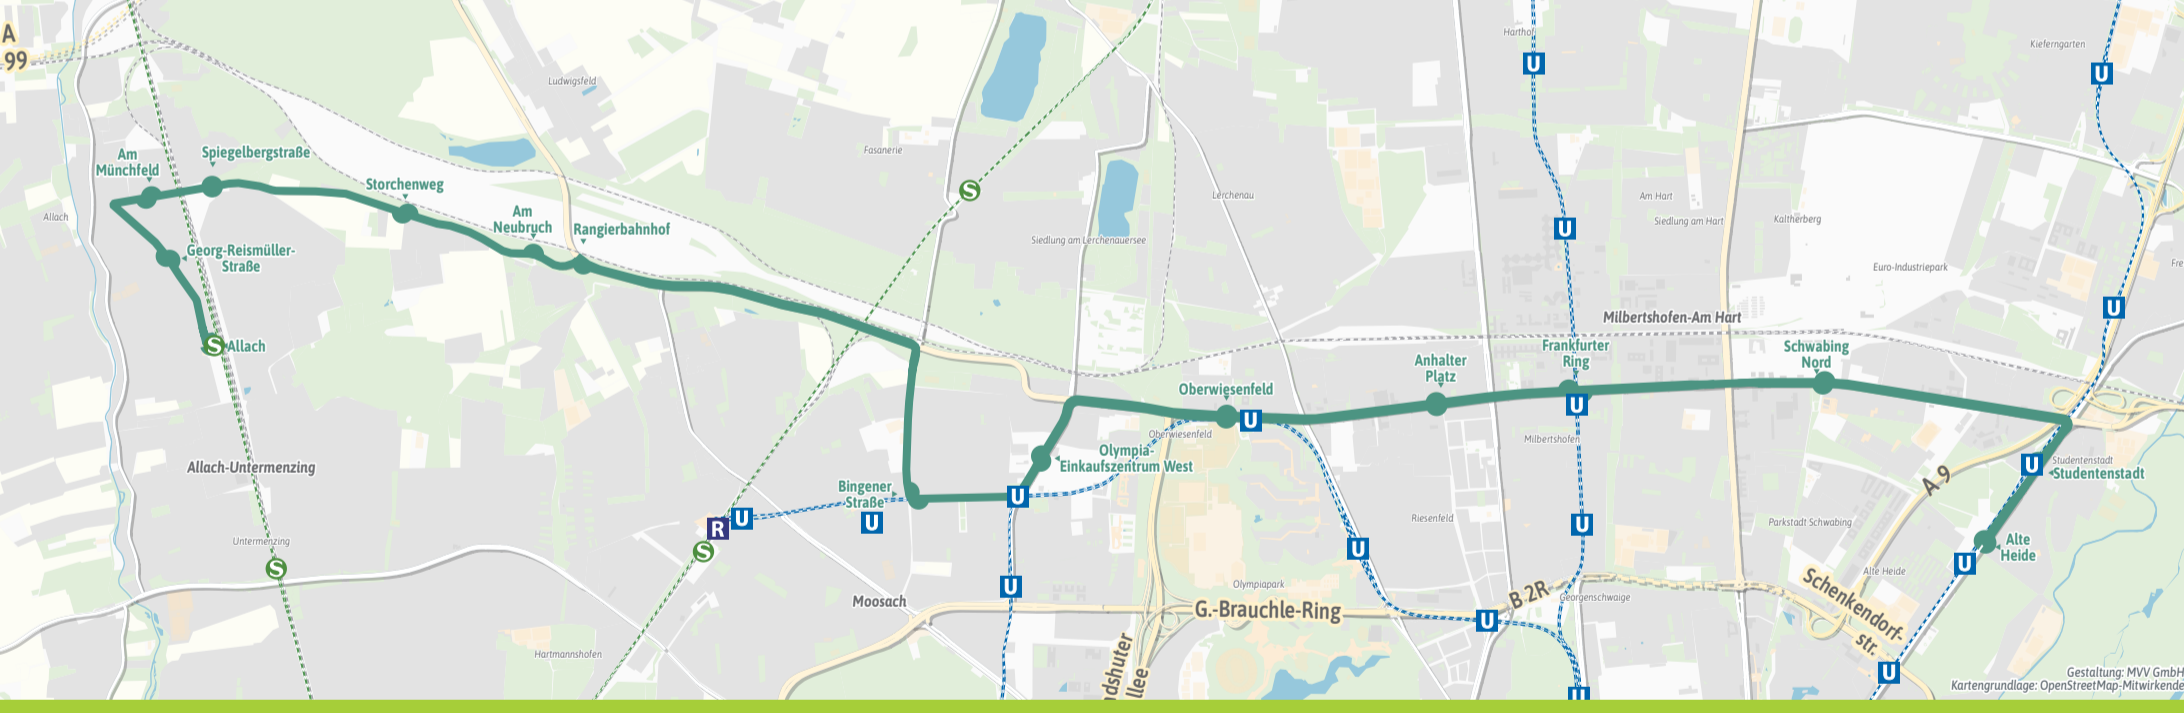 A
99
Ludwigsfeld
Harthof
Kieferngarten
U
U
Am
Münchfeld
Spiegelbergstraße
Fasanerie
Storchenweg
S
Lerchenau
Am Hart
Siedlung am Hart
Kaltherberg
Allach
Am
Neubruch
Rangierbahnhof
U
Siedlung am Lerchenauersee
Georg-Reismüller-
Straße
Euro-Industriepark
Fre
U
Milbertshofen-Am Hart
S
Allach
Frankfurter
Ring
Schwabing
Nord
Anhalter
Platz
Oberwiesenfeld
U
U
Oberwiesenfeld
Milbertshofen
Olympia-
Einkaufszentrum West
Allach-Untermenzing
U
Studentenstadt
Studentenstadt
A 9
Bingener
Straße
U
R
U
U
Riesenfeld
U
Parkstadt Schwabing
Untermenzing
S
S
U
Alte
Heide
U
Alte Heide
U
Olympiapark
Moosach
G.-Brauchle-Ring
B 2R
Georgenschwaige
U
Schenkendorf-
str.
Hartmannshofen
dshuter
llee
U
U
Gestaltung: MVV GmbH
Kartengrundlage: OpenStreetMap-Mitwirkende